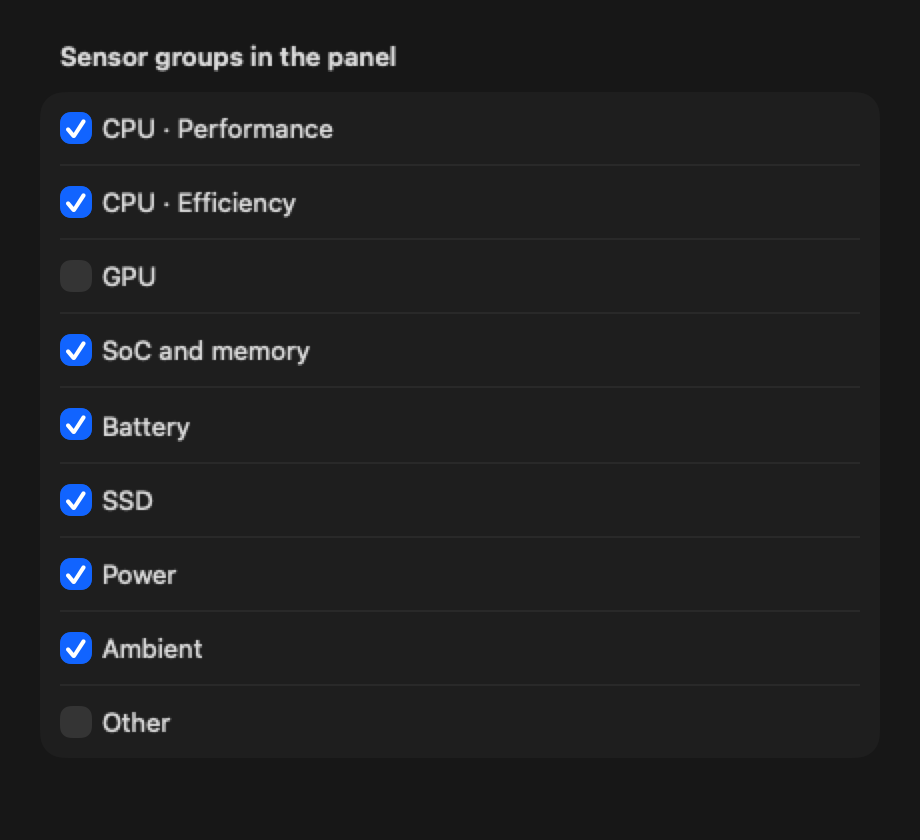 Sensor groups in the panel
CPU · Performance
CPU · Efficiency
GPU
SoC and memory
Battery
SSD
Power
Ambient
Other